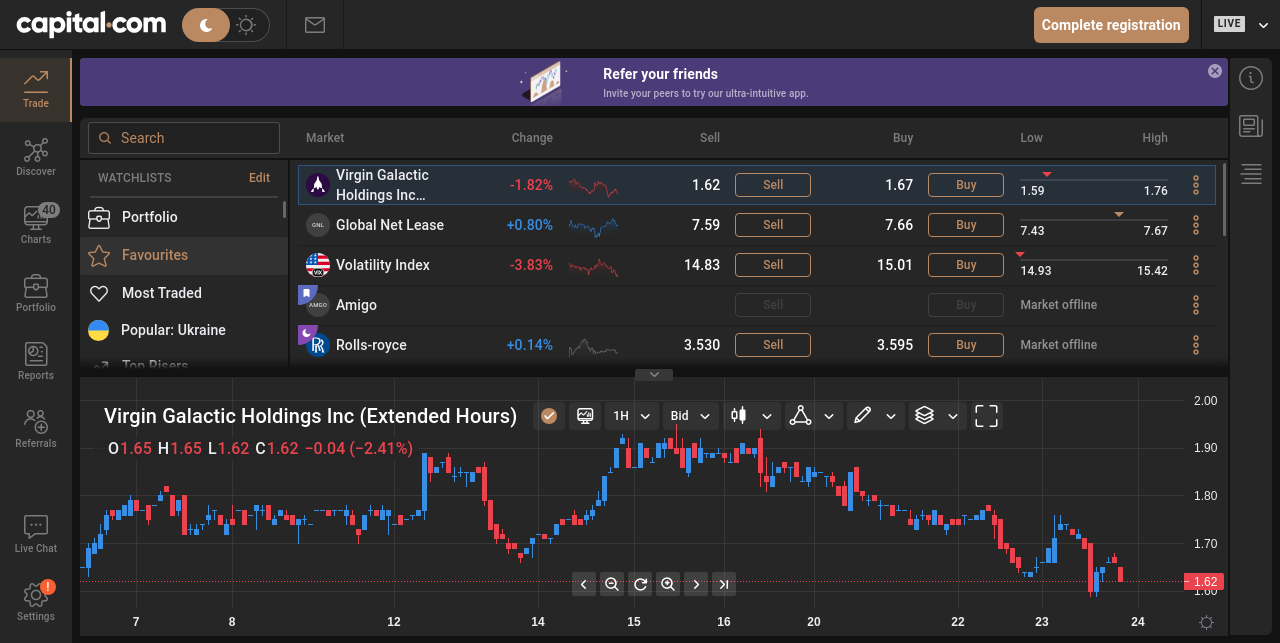 capital.com
Complete registration
LIVE
Trade
Discover
40
Charts
Portfolio
Reports
Referrals
Live Chat
!
Settings
Refer your friends
Invite your peers to try our ultra-intuitive app.
Search
WATCHLISTS Edit
Portfolio
Favourites
Most Traded
Popular: Ukraine
Top Risers
Market Change Sell Buy Low High
Virgin Galactic
Holdings Inc... -1.82% 1.62 Sell 1.67 Buy 1.59 1.76
GNL Global Net Lease +0.80% 7.59 Sell 7.66 Buy 7.43 7.67
VIX Volatility Index -3.83% 14.83 Sell 15.01 Buy 14.93 15.42
AMIGO Amigo Sell Buy Market offline
Rolls-royce +0.14% 3.530 Sell 3.595 Buy Market offline
Virgin Galactic Holdings Inc (Extended Hours) 1H Bid
O1.65 H1.65 L1.62 C1.62 −0.04 (−2.41%)
2.00
1.90
1.80
1.70
1.62
1.60
7 8 12 14 15 16 20 22 23 24